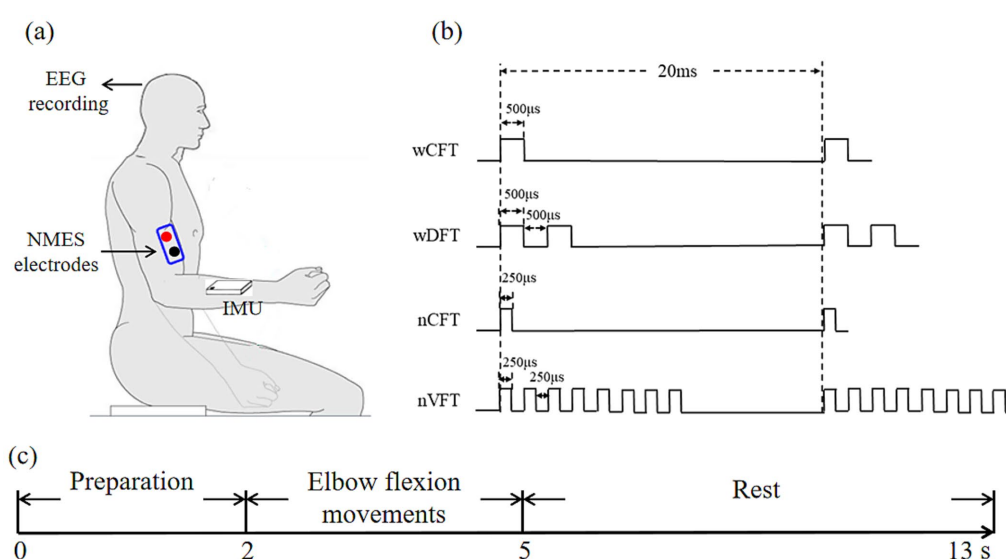 (a)
EEG
recording
NMES
electrodes
IMU
(b)
20ms
500μs
wCFT
500μs
500μs
wDFT
250μs
nCFT
250μs
250μs
nVFT
(c)
Preparation
Elbow flexion
movements
Rest
0
2
5
13 s